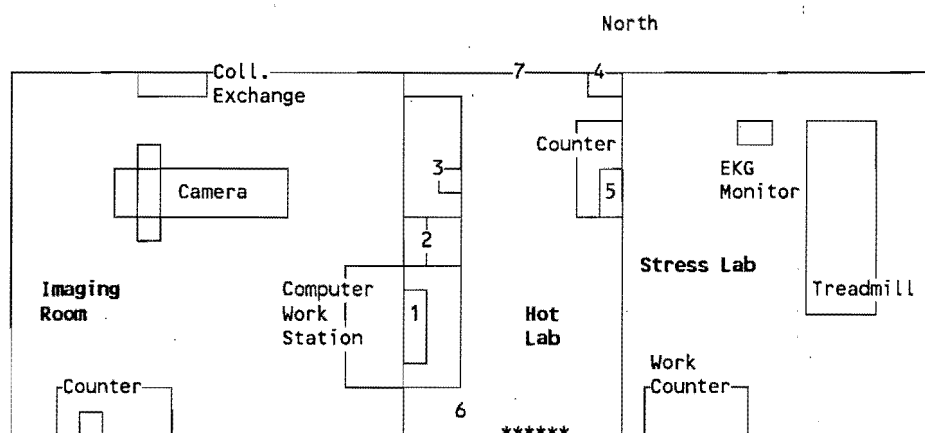 North
Coll.
Exchange
7
4
Counter
3
Camera
5
EKG
Monitor
2
Stress Lab
Imaging
Room
Computer
Work
Station
1
Hot
Lab
Treadmill
Counter
Work
Counter
6
******